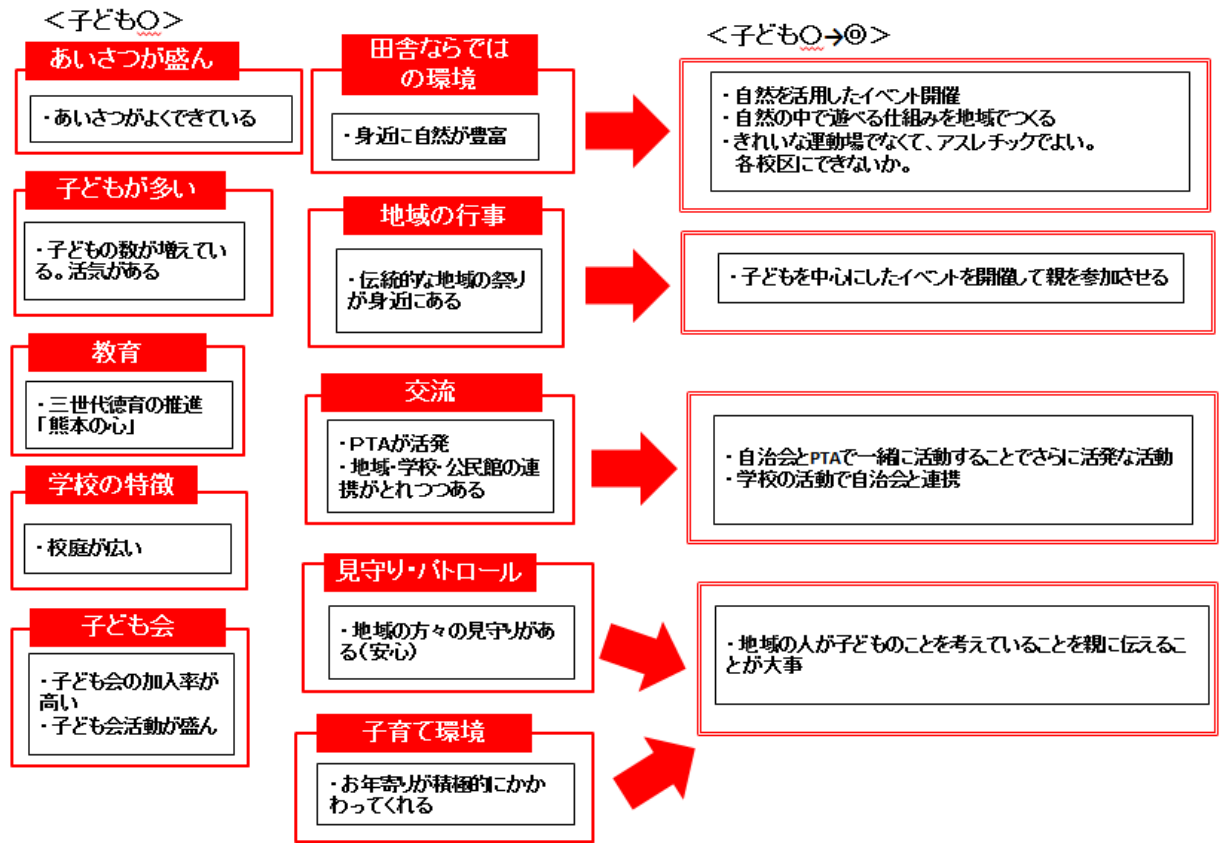 ＜子ども〇＞
あいさつが盛ん
・あいさつがよくできている
子どもが多い
・子どもの数が増えてい
る。活気がある
教育
・三世代徳育の推進
「熊本の心」
学校の特徴
・校庭が広い
子ども会
・子ども会の加入率が
高い
・子ども会活動が盛ん
田舎ならでは
の環境
・身近に自然が豊富
地域の行事
・伝統的な地域の祭り
が身近にある
交流
・PTAが活発
・地域・学校・公民館の連
携がとれつつある
見守り・パトロール
・地域の方々の見守りがあ
る（安心）
子育て環境
・お年寄りが積極的にかか
わってくれる
＜子ども〇→◎＞
・自然を活用したイベント開催
・自然の中で遊べる仕組みを地域でつくる
・きれいな運動場でなくて、アスレチックでよい。
各校区にできないか。
・子どもを中心にしたイベントを開催して親を参加させる
・自治会とPTAで一緒に活動することでさらに活発な活動
・学校の活動で自治会と連携
・地域の人が子どものことを考えていることを親に伝えるこ
とが大事